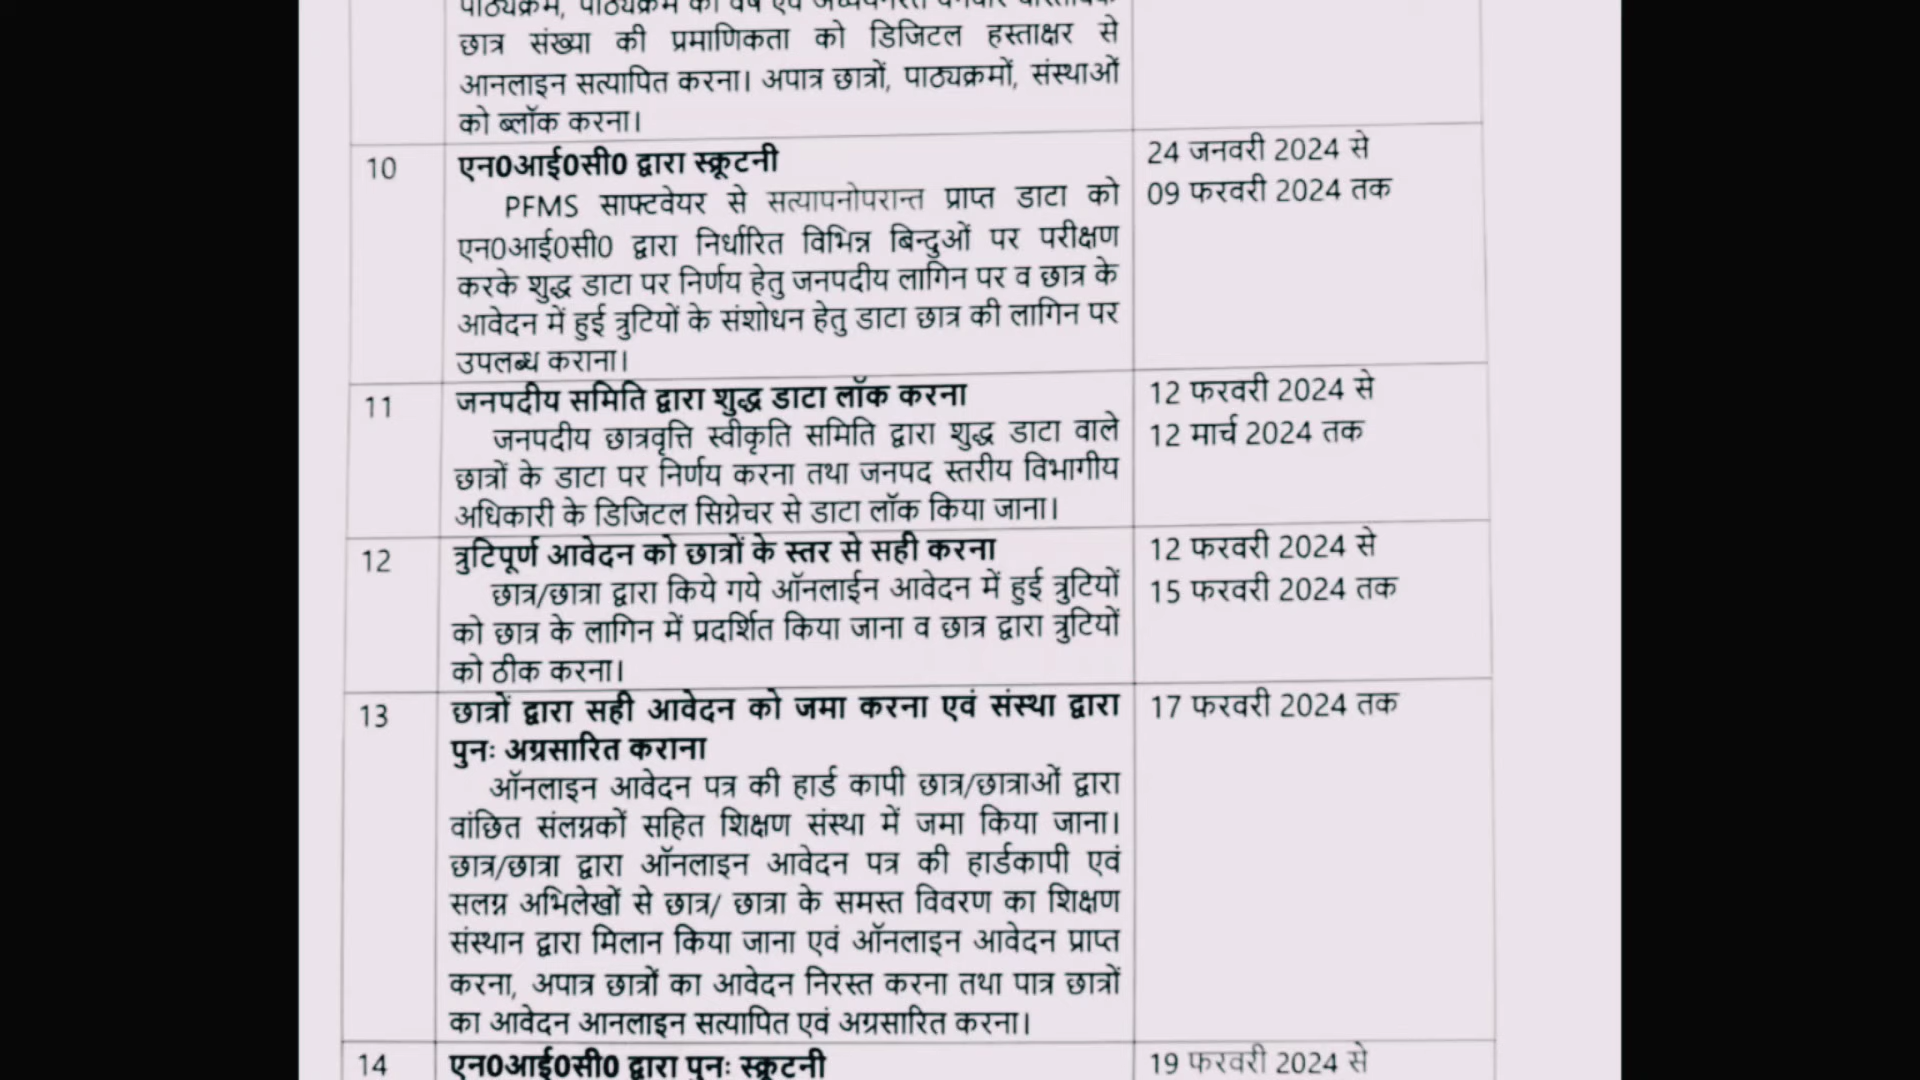 पाठ्यक्रम, पाठ्यक्रम का वर्ष एवं अध्ययनरत
छात्र संख्या की प्रमाणिकता को डिजिटल हस्ताक्षर से
आनलाइन सत्यापित करना। अपात्र छात्रों, पाठ्यक्रमों, संस्थाओं
को ब्लॉक करना।
10 एन0आई0सी0 द्वारा स्क्रूटनी 24 जनवरी 2024 से
PFMS साफ्टवेयर से सत्यापनोपरान्त प्राप्त डाटा को 09 फरवरी 2024 तक
एन0आई0सी0 द्वारा निर्धारित विभिन्न बिन्दुओं पर परीक्षण
करके शुद्ध डाटा पर निर्णय हेतु जनपदीय लागिन पर व छात्र के
आवेदन में हुई त्रुटियों के संशोधन हेतु डाटा छात्र की लागिन पर
उपलब्ध कराना।
11 जनपदीय समिति द्वारा शुद्ध डाटा लॉक करना 12 फरवरी 2024 से
जनपदीय छात्रवृत्ति स्वीकृति समिति द्वारा शुद्ध डाटा वाले 12 मार्च 2024 तक
छात्रों के डाटा पर निर्णय करना तथा जनपद स्तरीय विभागीय
अधिकारी के डिजिटल सिग्नेचर से डाटा लॉक किया जाना।
12 त्रुटिपूर्ण आवेदन को छात्रों के स्तर से सही करना 12 फरवरी 2024 से
छात्र/छात्रा द्वारा किये गये ऑनलाईन आवेदन में हुई त्रुटियों 15 फरवरी 2024 तक
को छात्र के लागिन में प्रदर्शित किया जाना व छात्र द्वारा त्रुटियों
को ठीक करना।
13 छात्रों द्वारा सही आवेदन को जमा करना एवं संस्था द्वारा 17 फरवरी 2024 तक
पुनः अग्रसारित कराना
ऑनलाइन आवेदन पत्र की हार्ड कापी छात्र/छात्राओं द्वारा
वांछित संलग्नकों सहित शिक्षण संस्था में जमा किया जाना।
छात्र/छात्रा द्वारा ऑनलाइन आवेदन पत्र की हार्डकापी एवं
सलग्न अभिलेखों से छात्र/ छात्रा के समस्त विवरण का शिक्षण
संस्थान द्वारा मिलान किया जाना एवं ऑनलाइन आवेदन प्राप्त
करना, अपात्र छात्रों का आवेदन निरस्त करना तथा पात्र छात्रों
का आवेदन आनलाइन सत्यापित एवं अग्रसारित करना।
14 एन0आई0सी0 द्वारा पुनः स्क्रूटनी 19 फरवरी 2024 से